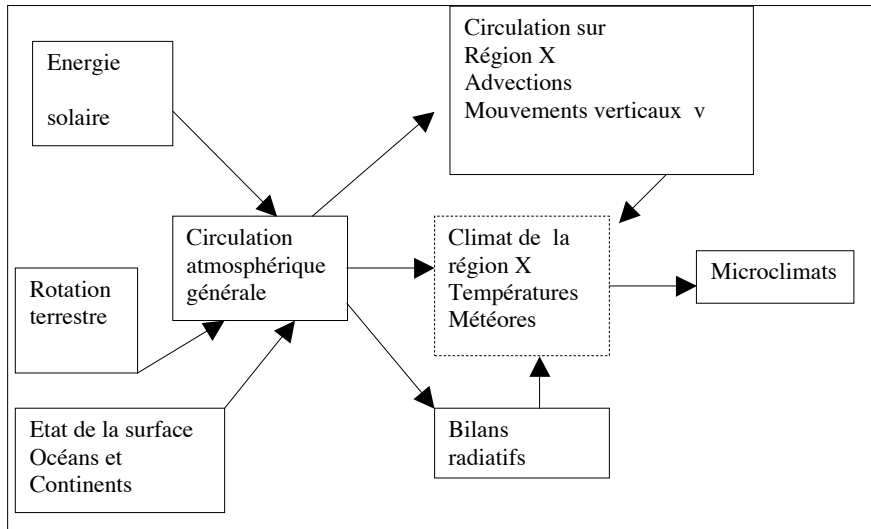 Energie
solaire
Circulation sur
Région X
Advections
Mouvements verticaux v
Circulation
atmosphérique
générale
Climat de la
région X
Températures
Météores
Microclimats
Rotation
terrestre
Etat de la surface
Océans et
Continents
Bilans
radiatifs